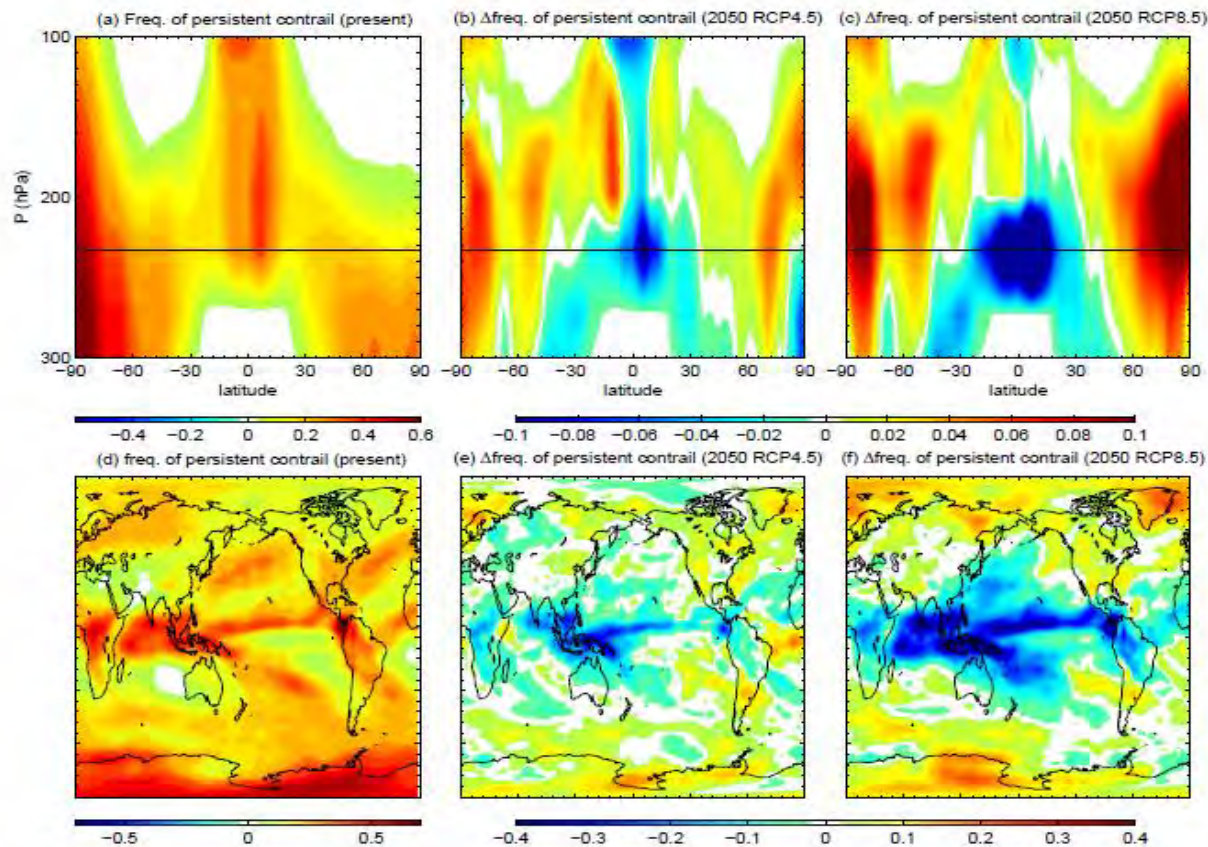 (a) Freq. of persistent contrail (present)
(b) Δfreq. of persistent contrail (2050 RCP4.5)
(c) Δfreq. of persistent contrail (2050 RCP8.5)
100
200
300
P (hPa)
−90 −60 −30 0 30 60 90
latitude
−90 −60 −30 0 30 60 90
latitude
−90 −60 −30 0 30 60 90
latitude
−0.4 −0.2 0 0.2 0.4 0.6
−0.1 −0.08 −0.06 −0.04 −0.02 0 0.02 0.04 0.06 0.08 0.1
(d) freq. of persistent contrail (present)
(e) Δfreq. of persistent contrail (2050 RCP4.5)
(f) Δfreq. of persistent contrail (2050 RCP8.5)
−0.5 0 0.5
−0.4 −0.3 −0.2 −0.1 0 0.1 0.2 0.3 0.4